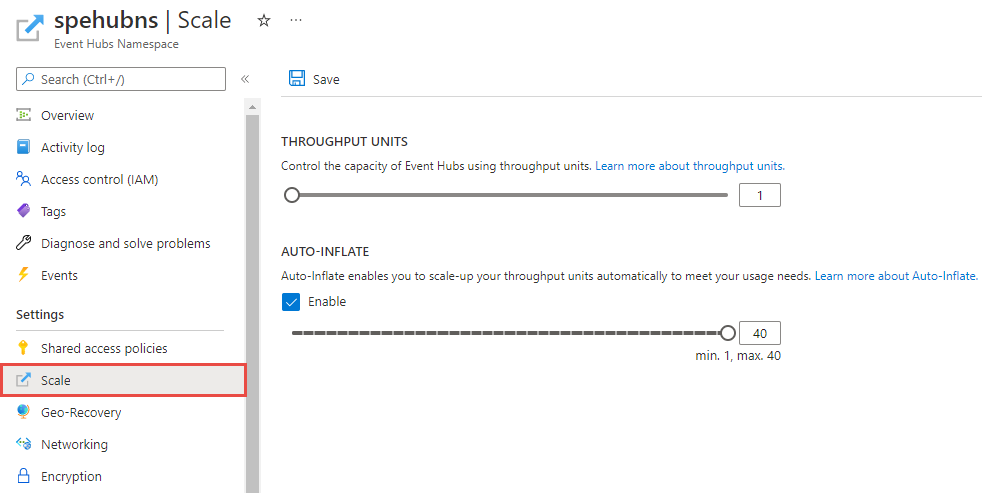 spehubns | Scale
Event Hubs Namespace
Search (Ctrl+/)
Overview
Activity log
Access control (IAM)
Tags
Diagnose and solve problems
Events
Settings
Shared access policies
Scale
Geo-Recovery
Networking
Encryption
Save
THROUGHPUT UNITS
Control the capacity of Event Hubs using throughput units. Learn more about throughput units.
1
AUTO-INFLATE
Auto-Inflate enables you to scale-up your throughput units automatically to meet your usage needs. Learn more about Auto-Inflate.
Enable
40
min. 1, max. 40